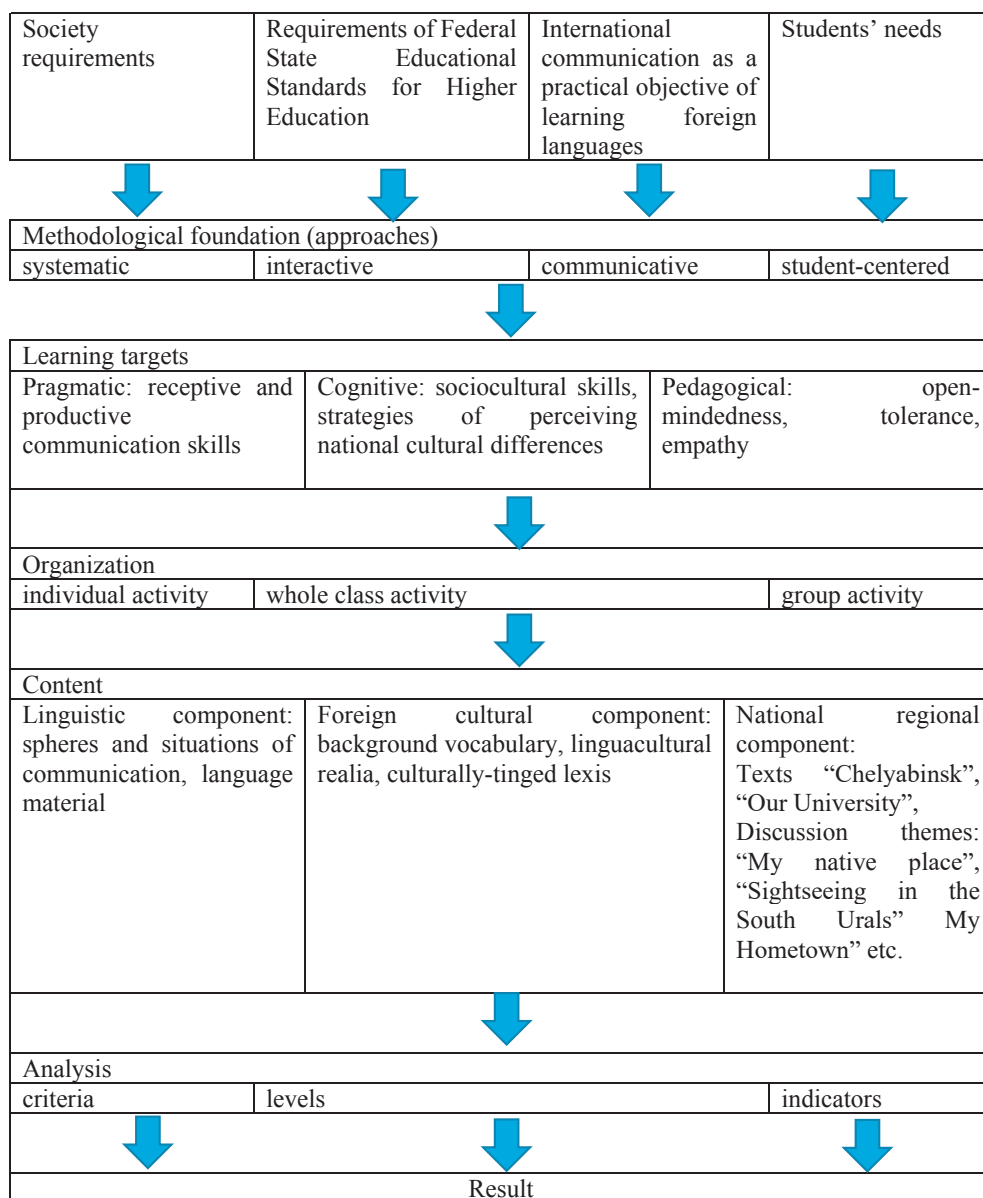 Society
requirements
Requirements of Federal
State Educational
Standards for Higher
Education
International
communication as a
practical objective of
learning foreign
languages
Students’ needs
Methodological foundation (approaches)
systematic
interactive
communicative
student-centered
Learning targets
Pragmatic: receptive and
productive
communication skills
Cognitive: sociocultural skills,
strategies of perceiving
national cultural differences
Pedagogical: open-
mindedness, tolerance,
empathy
Organization
individual activity
whole class activity
group activity
Content
Linguistic component:
spheres and situations of
communication, language
material
Foreign cultural component:
background vocabulary, linguacultural
realia, culturally-tinged lexis
National regional
component:
Texts “Chelyabinsk”,
“Our University”,
Discussion themes:
“My native place”,
“Sightseeing in the
South Urals” My
Hometown” etc.
Analysis
criteria
levels
indicators
Result